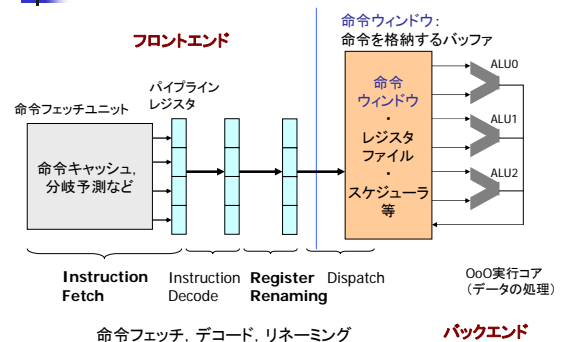 命令ウィンドウ:
命令を格納するバッファ
フロントエンド
パイプライン
レジスタ
命令フェッチユニット
命令キャッシュ,
分岐予測など
命令
ウィンドウ
・
レジスタ
ファイル
・
スケジューラ
等
ALU0
ALU1
ALU2
Instruction
Fetch
Instruction
Decode
Register
Renaming
Dispatch
OoO実行コア
(データの処理)
命令フェッチ, デコード, リネーミング
バックエンド